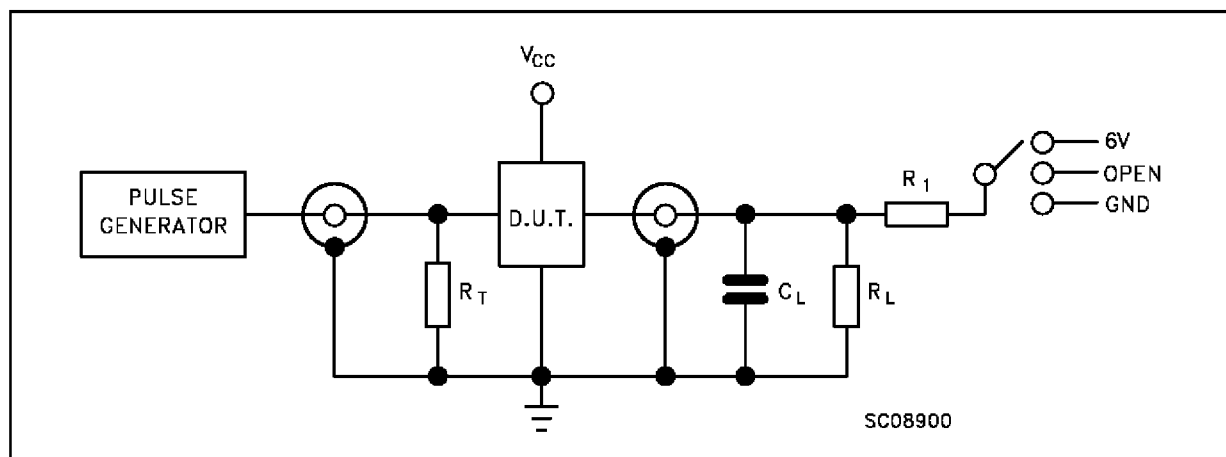 VCC
PULSE
GENERATOR
D.U.T.
RT
CL
RL
R1
6V
OPEN
GND
SC08900